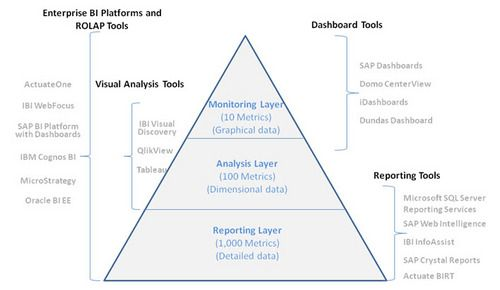 Enterprise BI Platforms and
ROLAP Tools
Dashboard Tools
ActuateOne
IBI WebFocus
SAP BI Platform
with Dashboards
IBM Cognos BI
MicroStrategy
Oracle BI EE
Visual Analysis Tools
IBI Visual
Discovery
QlikView
Tableau
Monitoring Layer
(10 Metrics)
(Graphical data)
Analysis Layer
(100 Metrics)
(Dimensional data)
Reporting Layer
(1,000 Metrics)
(Detailed data)
SAP Dashboards
Domo CenterView
iDashboards
Dundas Dashboard
Reporting Tools
Microsoft SQL Server
Reporting Services
SAP Web Intelligence
IBI InfoAssist
SAP Crystal Reports
Actuate BIRT